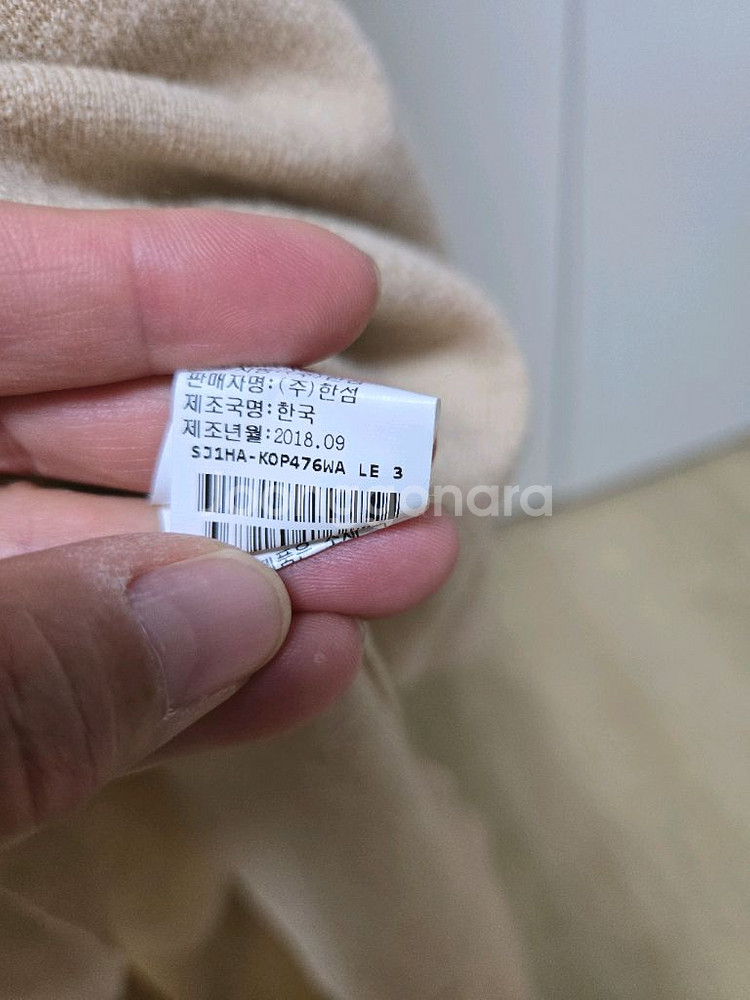 판매자명:(주)한섬
제조국명:한국
제조년월:2018.09
SJ1HA-KOP476WA LE 3
joonggonara